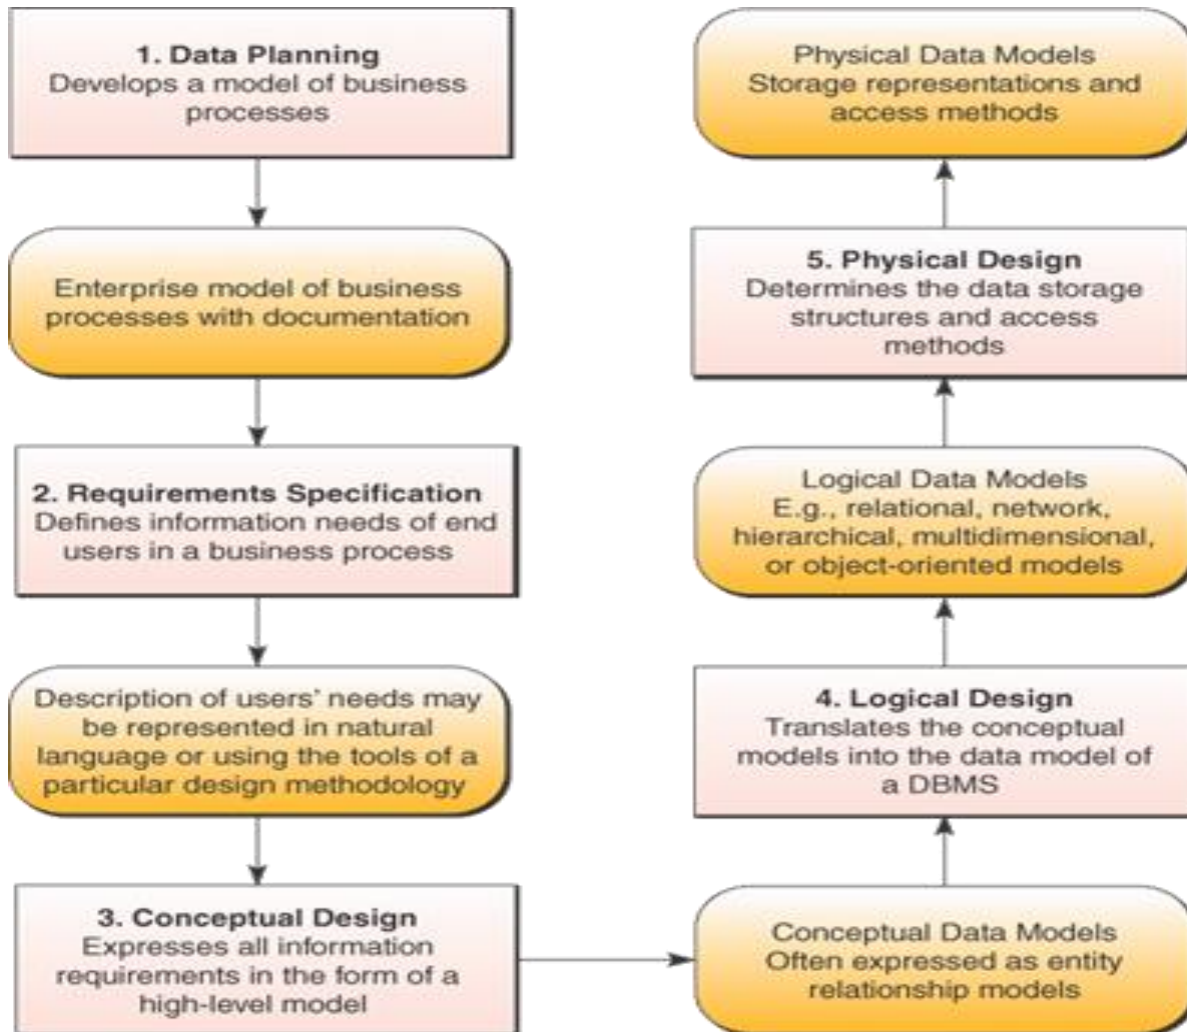 1. Data Planning
Develops a model of business
processes
Enterprise model of business
processes with documentation
2. Requirements Specification
Defines information needs of end
users in a business process
Description of users' needs may
be represented in natural
language or using the tools of a
particular design methodology
3. Conceptual Design
Expresses all information
requirements in the form of a
high-level model
Conceptual Data Models
Often expressed as entity
relationship models
4. Logical Design
Translates the conceptual
models into the data model of
a DBMS
Logical Data Models
E.g., relational, network,
hierarchical, multidimensional,
or object-oriented models
5. Physical Design
Determines the data storage
structures and access
methods
Physical Data Models
Storage representations and
access methods